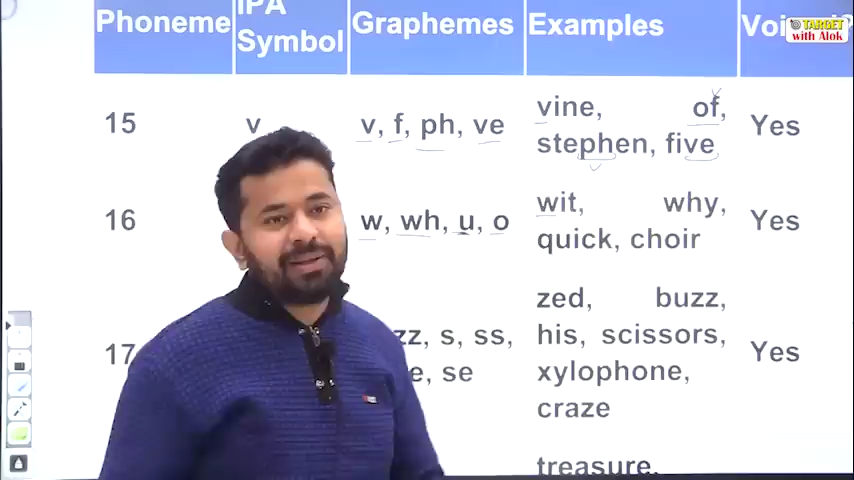 Phoneme IPA Symbol Graphemes Examples
TARGET
with Alok
15 v v, f, ph, ve vine, of, Yes
stephen, five
16 w, wh, u, o wit, why, Yes
quick, choir
zed, buzz,
17 zz, s, ss, his, scissors, Yes
se xylophone,
craze
treasure,